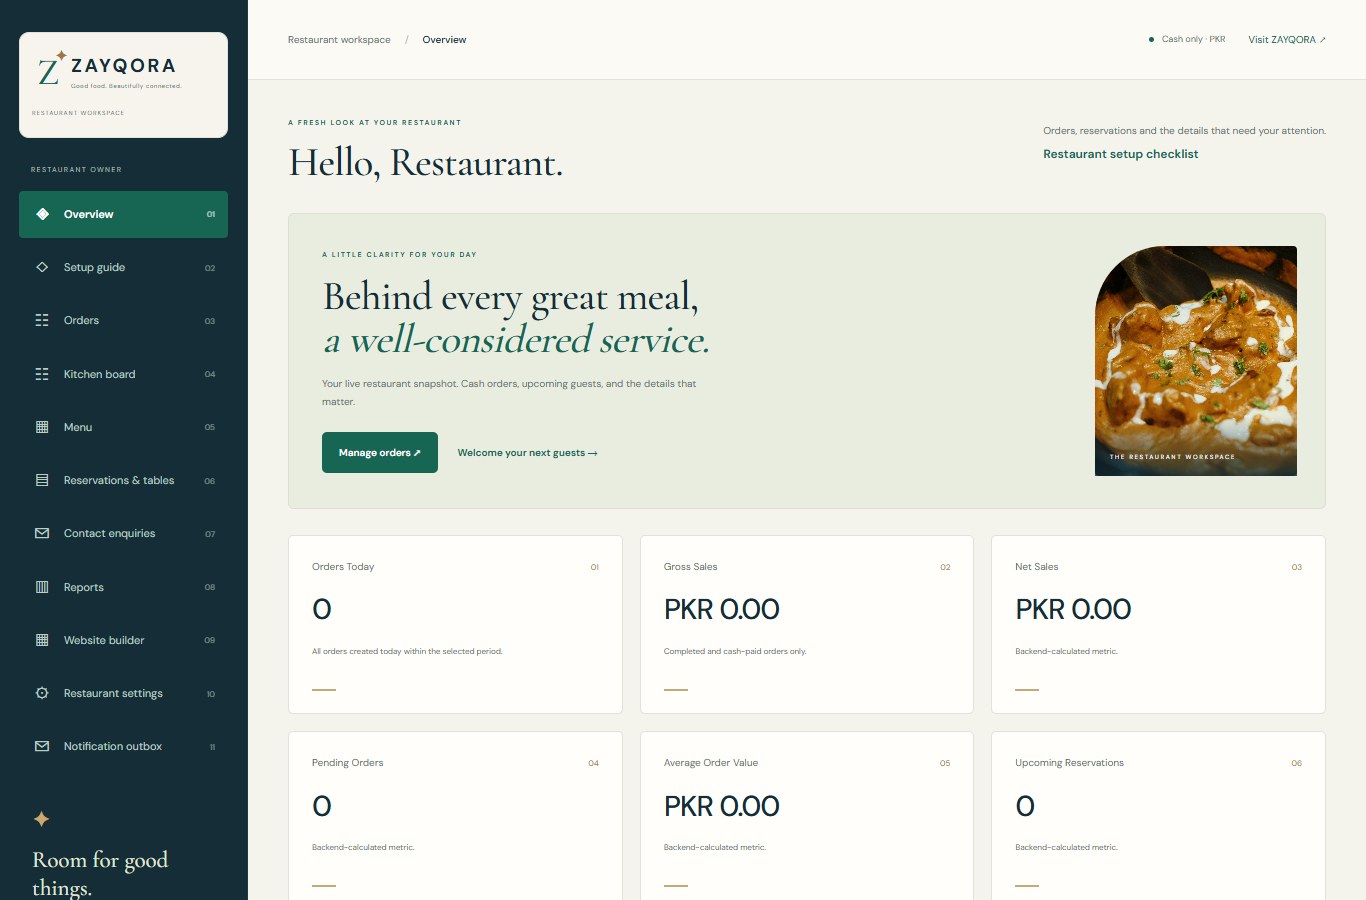 ZAYQORA
Good food. Beautifully connected.
RESTAURANT WORKSPACE
RESTAURANT OWNER
Overview 01
Setup guide 02
Orders 03
Kitchen board 04
Menu 05
Reservations & tables 06
Contact enquiries 07
Reports 08
Website builder 09
Restaurant settings 10
Notification outbox 11
Room for good
things.
Restaurant workspace / Overview
Cash only · PKR Visit ZAYQORA ↗
A FRESH LOOK AT YOUR RESTAURANT
Hello, Restaurant.
Orders, reservations and the details that need your attention.
Restaurant setup checklist
A LITTLE CLARITY FOR YOUR DAY
Behind every great meal,
a well-considered service.
Your live restaurant snapshot. Cash orders, upcoming guests, and the details that
matter.
Manage orders ↗ Welcome your next guests →
THE RESTAURANT WORKSPACE
Orders Today 01
0
All orders created today within the selected period.
Gross Sales 02
PKR 0.00
Completed and cash-paid orders only.
Net Sales 03
PKR 0.00
Backend-calculated metric.
Pending Orders 04
0
Backend-calculated metric.
Average Order Value 05
PKR 0.00
Backend-calculated metric.
Upcoming Reservations 06
0
Backend-calculated metric.